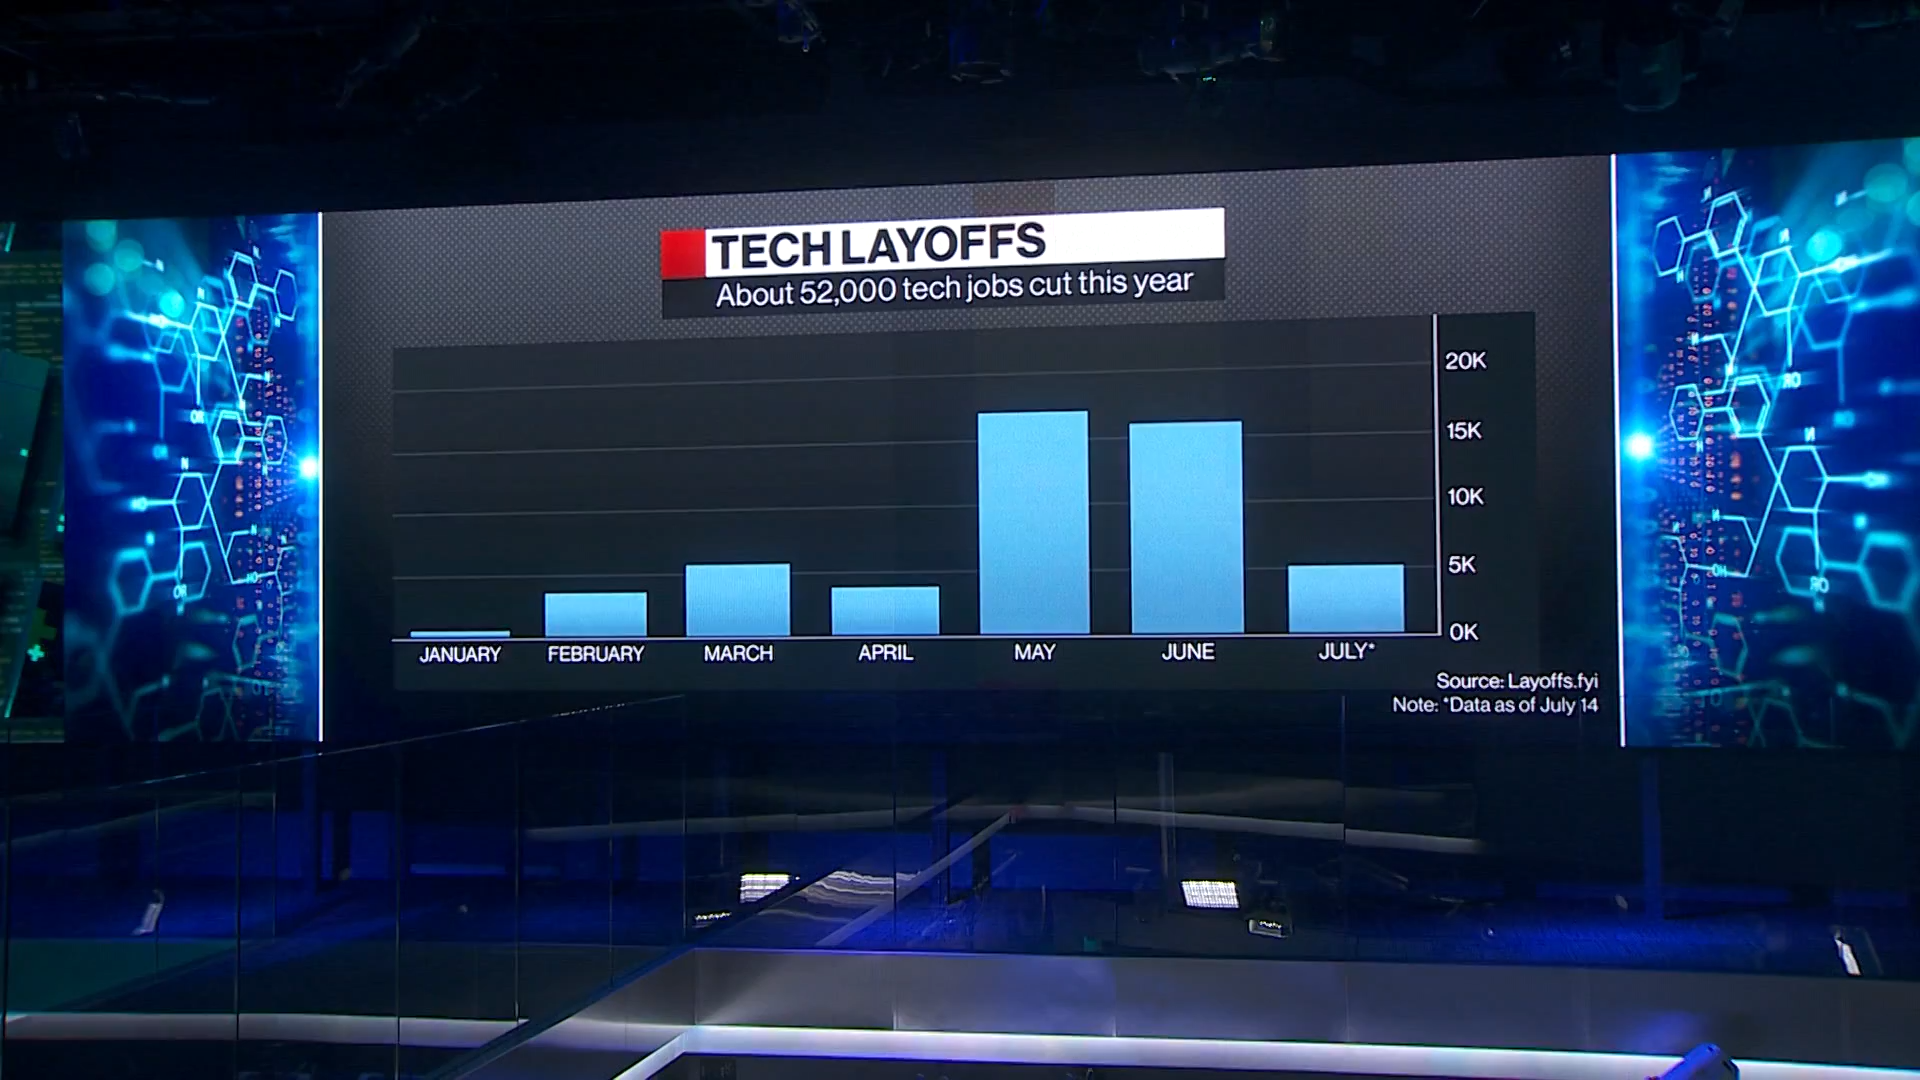 TECH LAYOFFS
About 52,000 tech jobs cut this year
20K
15K
10K
5K
0K
JANUARY FEBRUARY MARCH APRIL MAY JUNE JULY*
Source: Layoffs.fyi
Note: *Data as of July 14